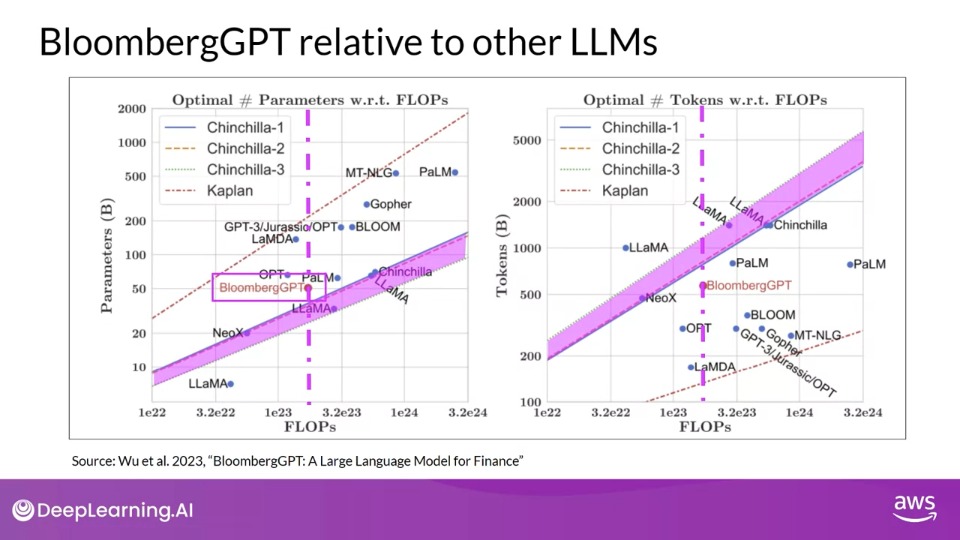 BloombergGPT relative to other LLMs
Optimal # Parameters w.r.t. FLOPs
2000
1000
500
200
100
50
20
10
Parameters (B)
Chinchilla-1
Chinchilla-2
Chinchilla-3
Kaplan
MT-NLG
PaLM
Gopher
GPT-3/Jurassic/OPT
BLOOM
LaMDA
OPT
PaLM
Chinchilla
BloombergGPT
LLaMA
LLaMA
NeoX
LLaMA
1e22
3.2e22
1e23
3.2e23
1e24
3.2e24
FLOPs
Optimal # Tokens w.r.t. FLOPs
5000
2000
1000
500
200
100
Tokens (B)
Chinchilla-1
Chinchilla-2
Chinchilla-3
Kaplan
LLaMA
LLaMA
Chinchilla
LLaMA
PaLM
PaLM
BloombergGPT
NeoX
BLOOM
OPT
Gopher
MT-NLG
GPT-3/Jurassic/OPT
LaMDA
1e22
3.2e22
1e23
3.2e23
1e24
3.2e24
FLOPs
Source: Wu et al. 2023, “BloombergGPT: A Large Language Model for Finance”
DeepLearning.AI
aws